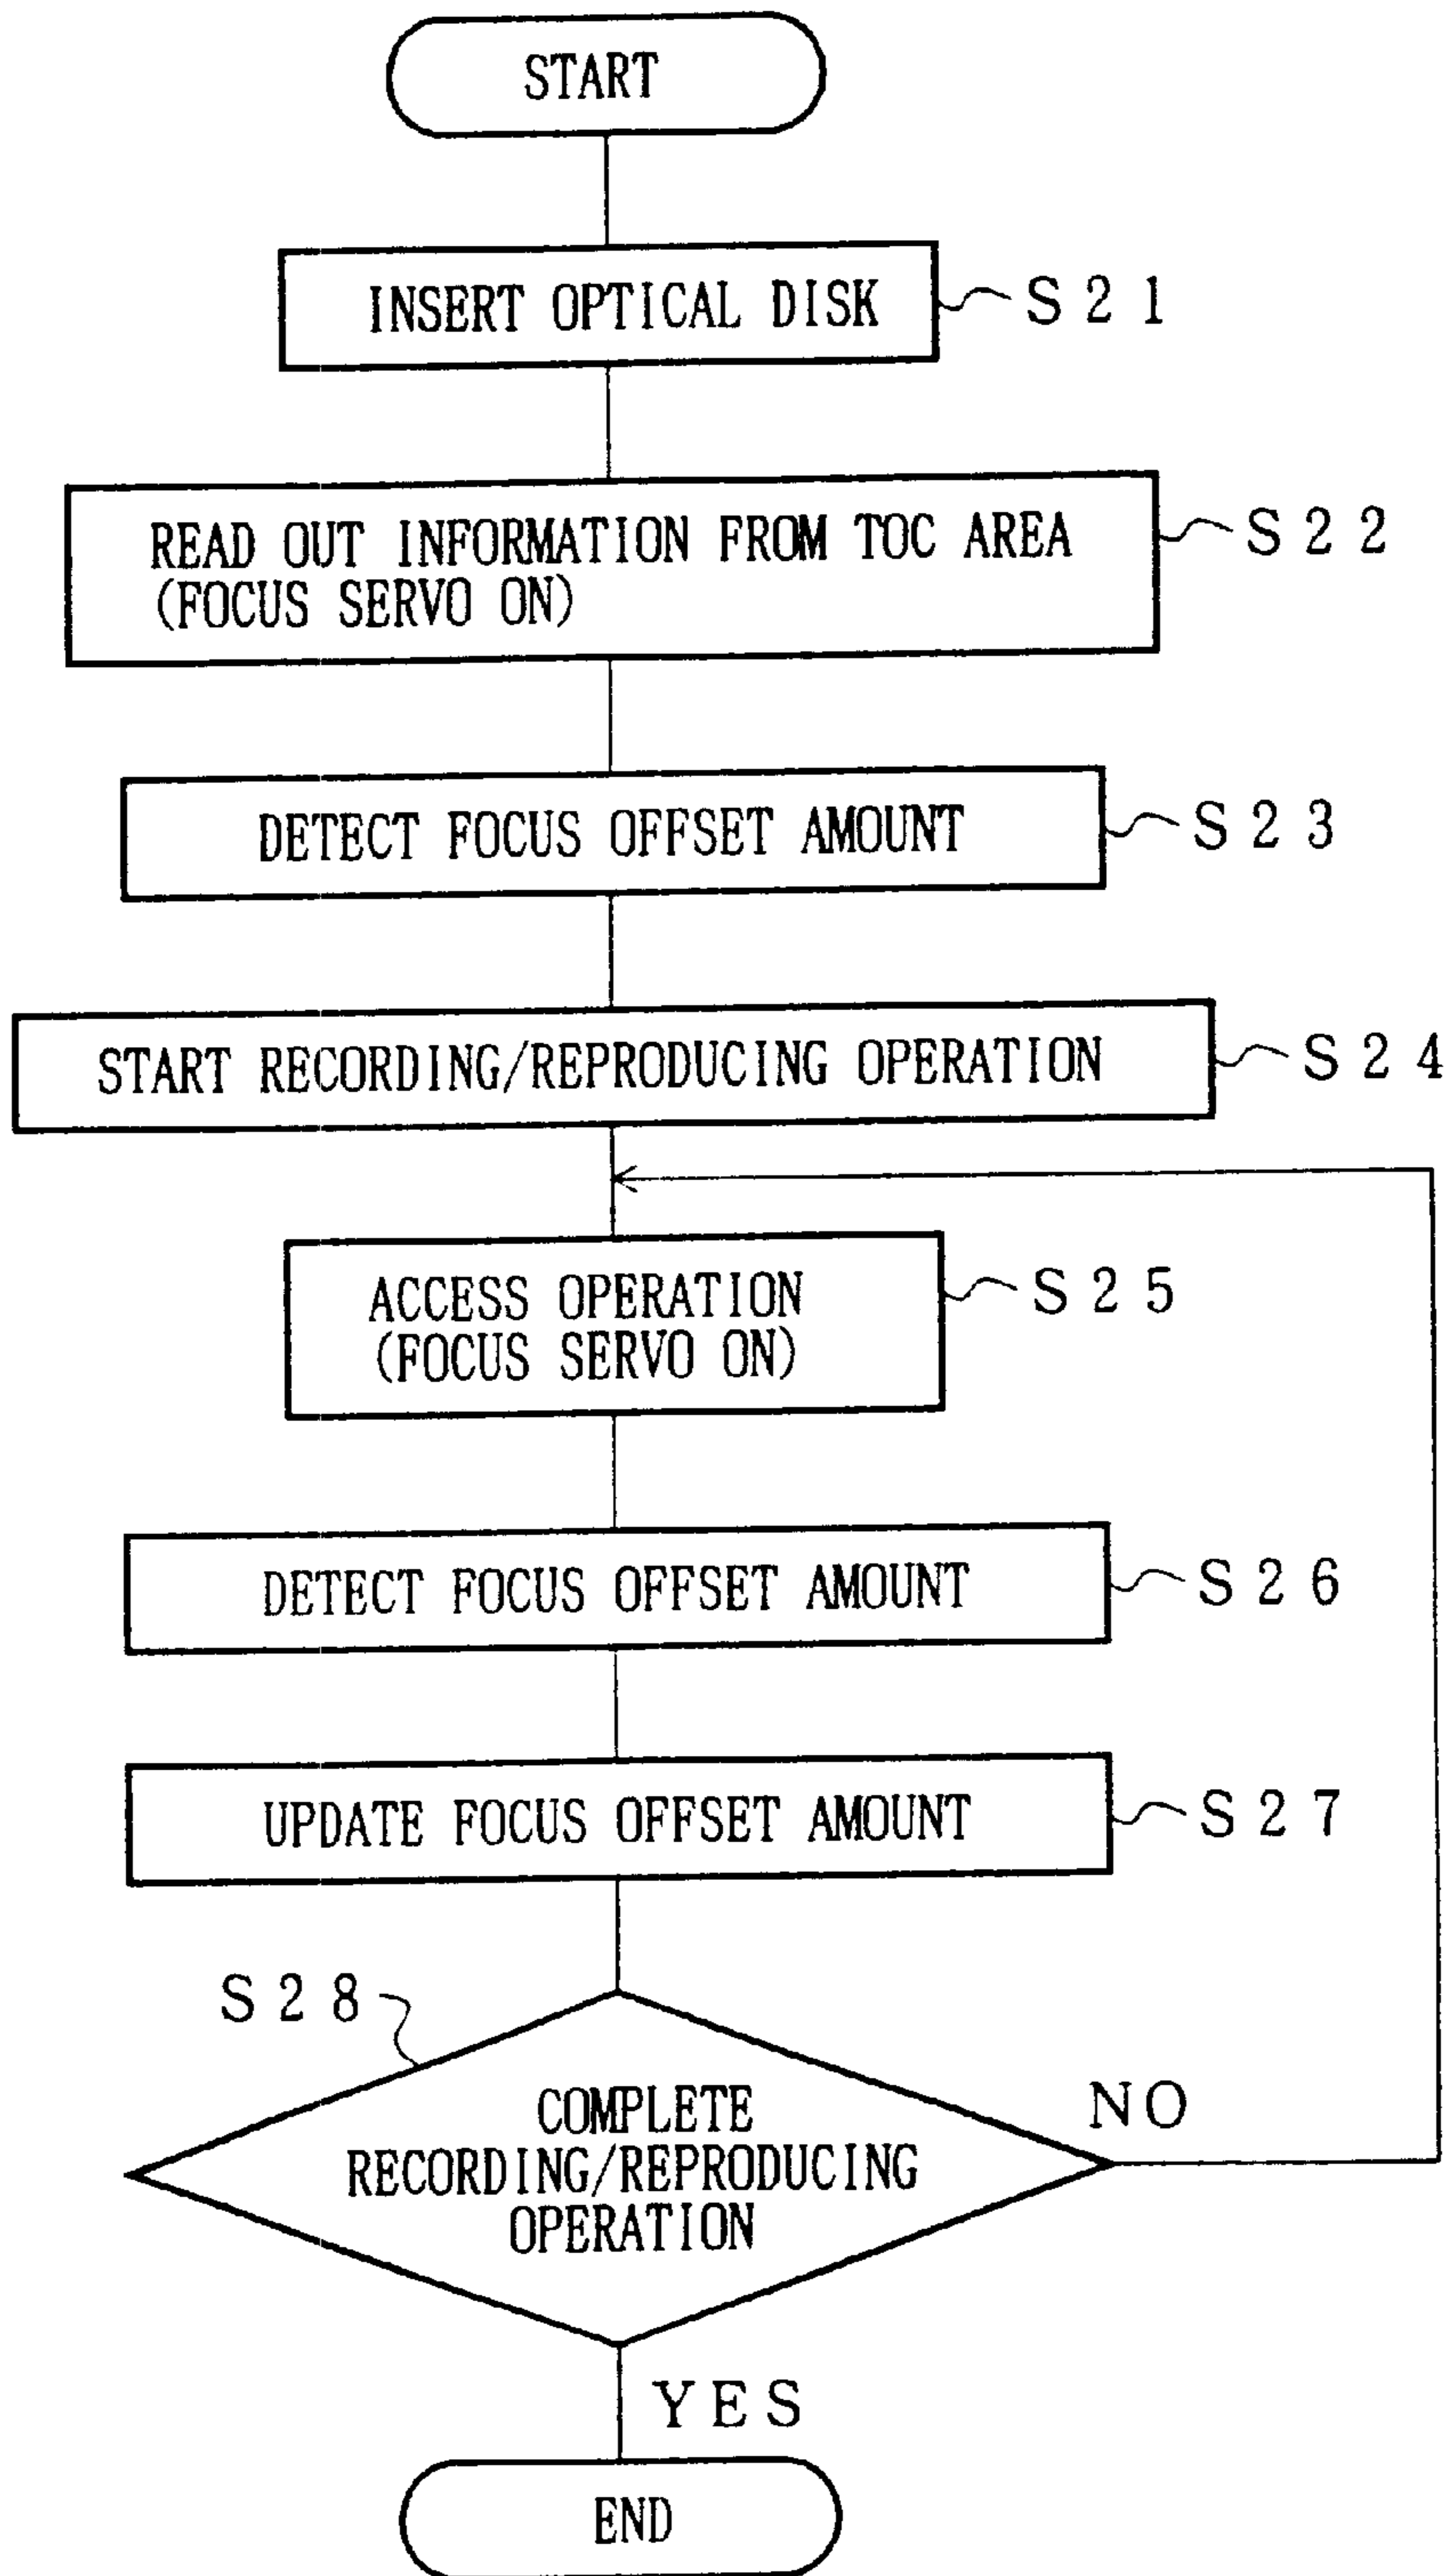 START
INSERT OPTICAL DISK
S21
READ OUT INFORMATION FROM TOC AREA
(FOCUS SERVO ON)
S22
DETECT FOCUS OFFSET AMOUNT
S23
START RECORDING/REPRODUCING OPERATION
S24
ACCESS OPERATION
(FOCUS SERVO ON)
S25
DETECT FOCUS OFFSET AMOUNT
S26
UPDATE FOCUS OFFSET AMOUNT
S27
S28
COMPLETE
RECORDING/REPRODUCING
OPERATION
NO
YES
END